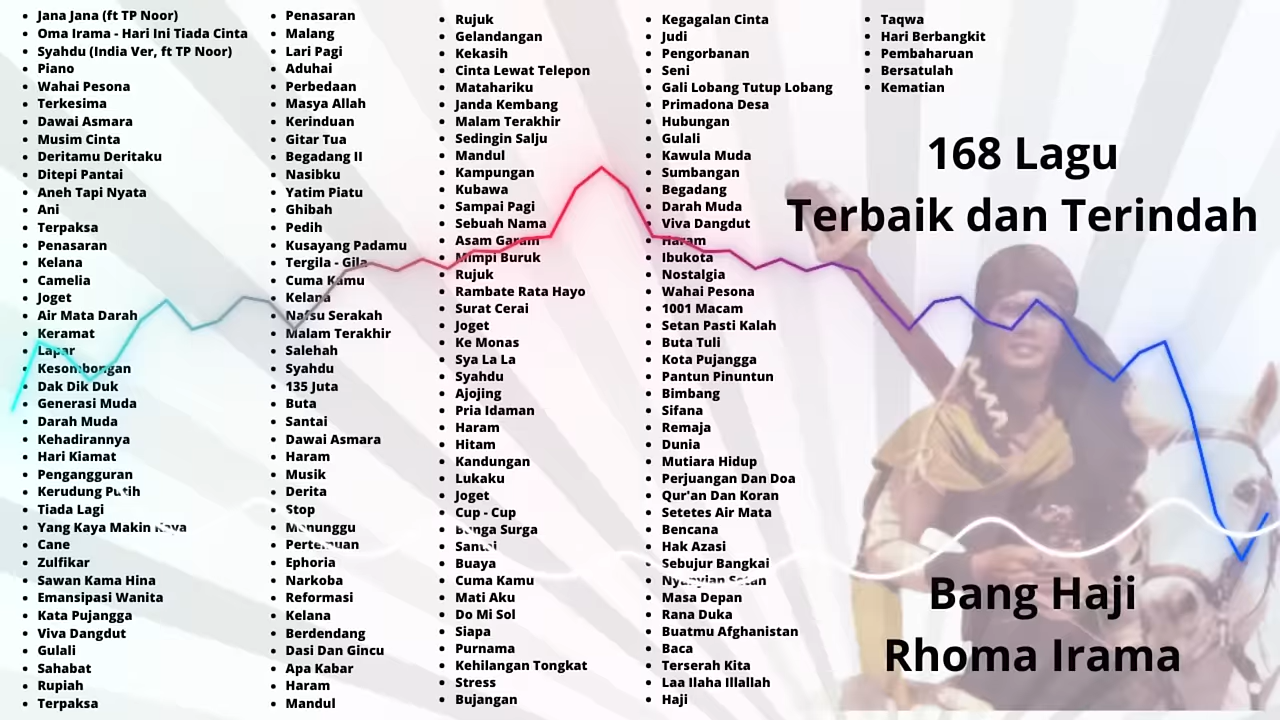 Jana Jana (ft TP Noor)
Oma Irama - Hari Ini Tiada Cinta
Syahdu (India Ver, ft TP Noor)
Piano
Wahai Pesona
Terkesima
Dawai Asmara
Musim Cinta
Deritamu Deritaku
Ditepi Pantai
Aneh Tapi Nyata
Ani
Terpaksa
Penasaran
Kelana
Camelia
Joget
Air Mata Darah
Keramat
Lapar
Kesombongan
Dak Dik Duk
Generasi Muda
Darah Muda
Kehadirannya
Hari Kiamat
Pengangguran
Kerudung Putih
Tiada Lagi
Yang Kaya Makin Kaya
Cane
Zulfikar
Sawan Kama Hina
Emansipasi Wanita
Kata Pujangga
Viva Dangdut
Gulali
Sahabat
Rupiah
Terpaksa
Penasaran
Malang
Lari Pagi
Aduhai
Perbedaan
Masya Allah
Kerinduan
Gitar Tua
Begadang II
Nasibku
Yatim Piatu
Ghibah
Pedih
Kusayang Padamu
Tergila - Gila
Cuma Kamu
Kelana
Nafsu Serakah
Malam Terakhir
Salehah
Syahdu
135 Juta
Buta
Santai
Dawai Asmara
Haram
Musik
Derita
Stop
Menunggu
Pertemuan
Ephoria
Narkoba
Reformasi
Kelana
Berdendang
Dasi Dan Gincu
Apa Kabar
Haram
Mandul
Rujuk
Gelandangan
Kekasih
Cinta Lewat Telepon
Matahariku
Janda Kembang
Malam Terakhir
Sedingin Salju
Mandul
Kampungan
Kubawa
Sampai Pagi
Sebuah Nama
Asam Garam
Mimpi Buruk
Rujuk
Rambate Rata Hayo
Surat Cerai
Joget
Ke Monas
Sya La La
Syahdu
Ajojing
Pria Idaman
Haram
Hitam
Kandungan
Lukaku
Joget
Cup - Cup
Bunga Surga
Santai
Buaya
Cuma Kamu
Mati Aku
Do Mi Sol
Siapa
Purnama
Kehilangan Tongkat
Stress
Bujangan
Kegagalan Cinta
Judi
Pengorbanan
Seni
Gali Lobang Tutup Lobang
Primadona Desa
Hubungan
Gulali
Kawula Muda
Sumbangan
Begadang
Darah Muda
Viva Dangdut
Haram
Ibukota
Nostalgia
Wahai Pesona
1001 Macam
Setan Pasti Kalah
Buta Tuli
Kota Pujangga
Pantun Pinuntun
Bimbang
Sifana
Remaja
Dunia
Mutiara Hidup
Perjuangan Dan Doa
Qur'an Dan Koran
Setetes Air Mata
Bencana
Hak Azasi
Sebujur Bangkai
Nyanyian Setan
Masa Depan
Rana Duka
Buatmu Afghanistan
Baca
Terserah Kita
Laa Ilaha Illallah
Haji
Taqwa
Hari Berbangkit
Pembaharuan
Bersatulah
Kematian
168 Lagu
Terbaik dan Terindah
Bang Haji
Rhoma Irama